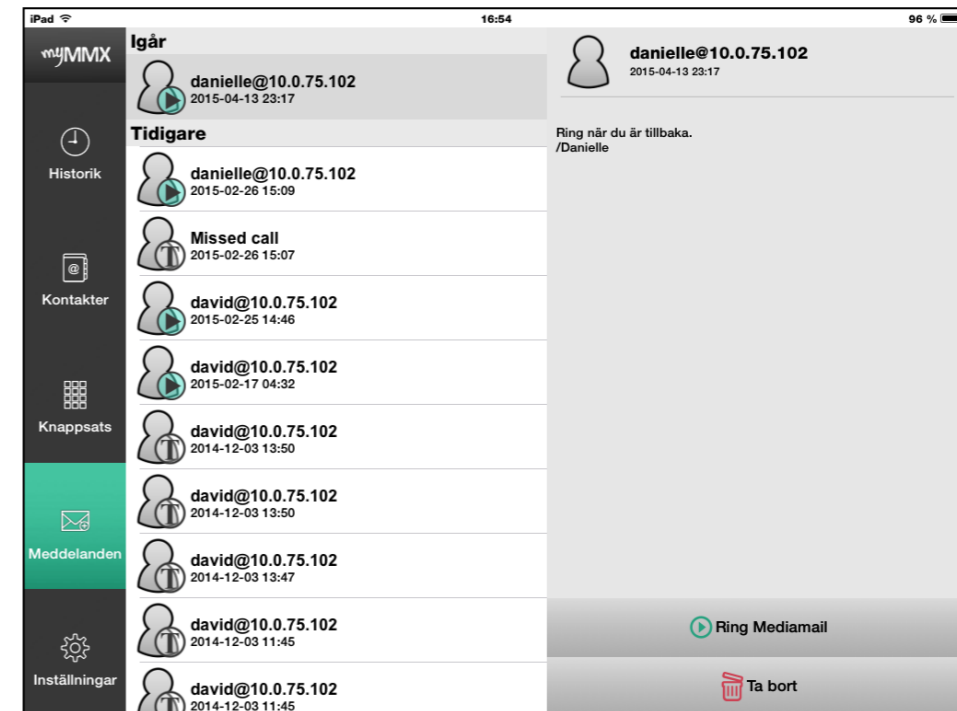 iPad
16:54
96 %
myMMX
Historik
Kontakter
Knappsats
Meddelanden
Inställningar
Igår
danielle@10.0.75.102
2015-04-13 23:17
Tidigare
danielle@10.0.75.102
2015-02-26 15:09
Missed call
2015-02-26 15:07
david@10.0.75.102
2015-02-25 14:46
david@10.0.75.102
2015-02-17 04:32
david@10.0.75.102
2014-12-03 13:50
david@10.0.75.102
2014-12-03 13:50
david@10.0.75.102
2014-12-03 13:47
david@10.0.75.102
2014-12-03 11:45
david@10.0.75.102
2014-12-03 11:45
danielle@10.0.75.102
2015-04-13 23:17
Ring när du är tillbaka.
/Danielle
Ring Mediamail
Ta bort